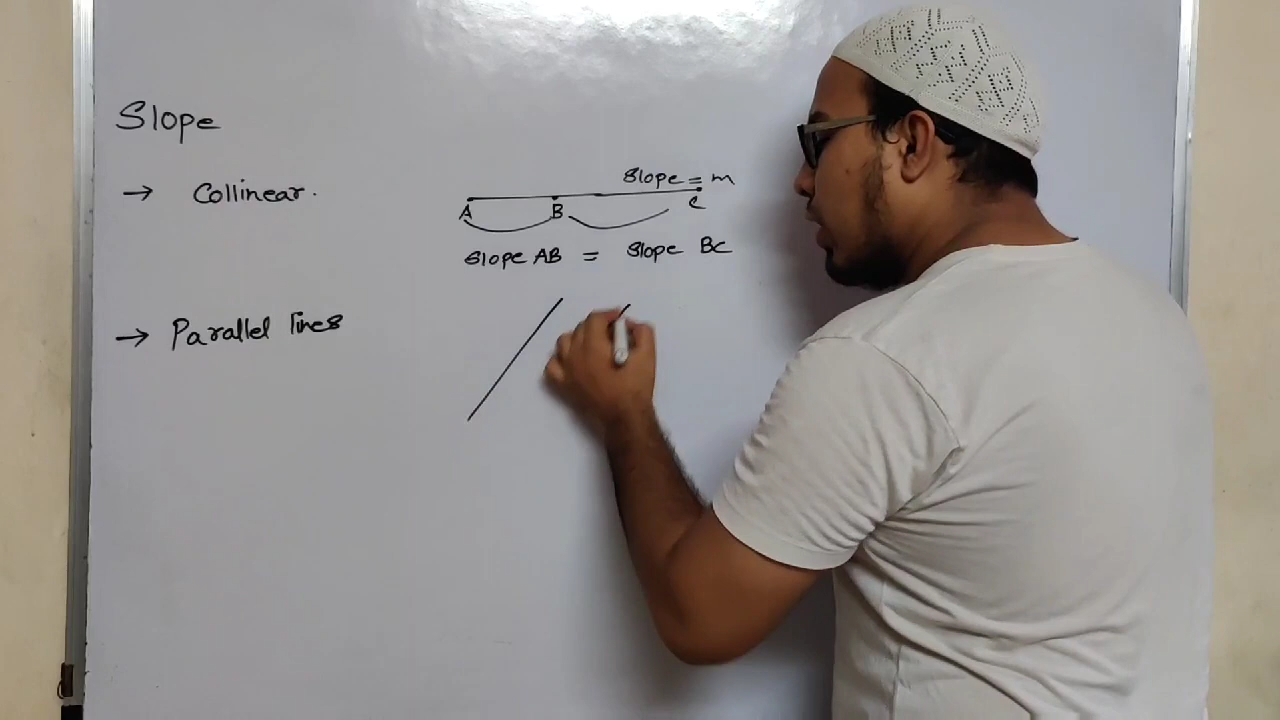 Slope
→ Collinear.
Slope = m
A B C
Slope AB = Slope BC
→ Parallel lines